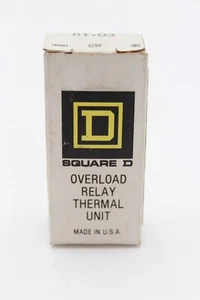 D
SQUARE D
OVERLOAD
RELAY
THERMAL
UNIT
MADE IN U.S.A.